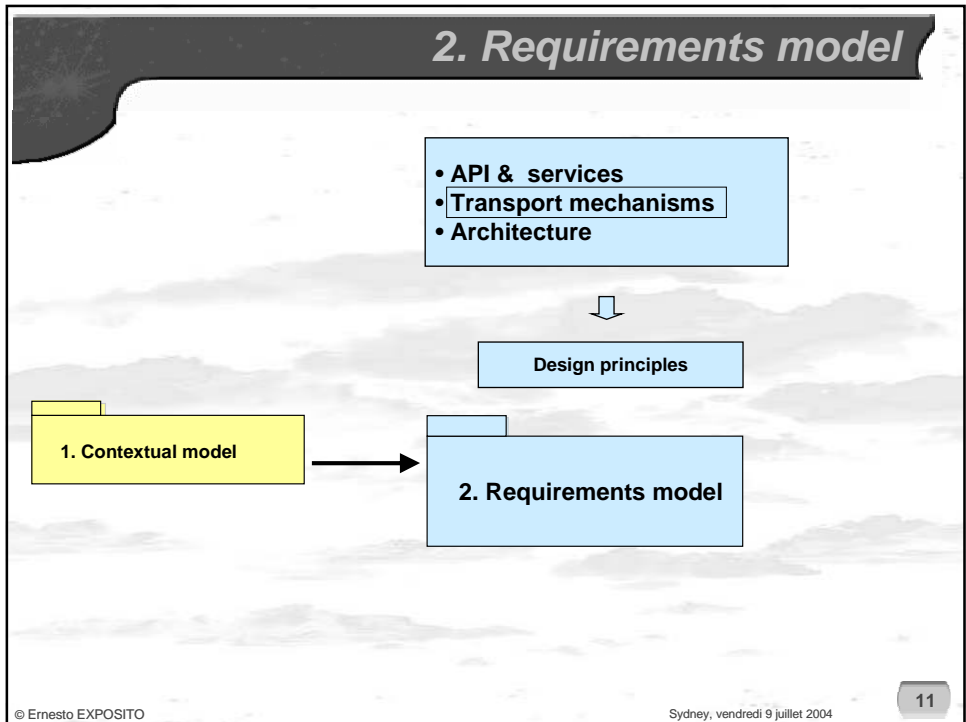 2. Requirements model
• API & services
• Transport mechanisms
• Architecture
Design principles
1. Contextual model
2. Requirements model
© Ernesto EXPOSITO
Sydney, vendredi 9 juillet 2004
11